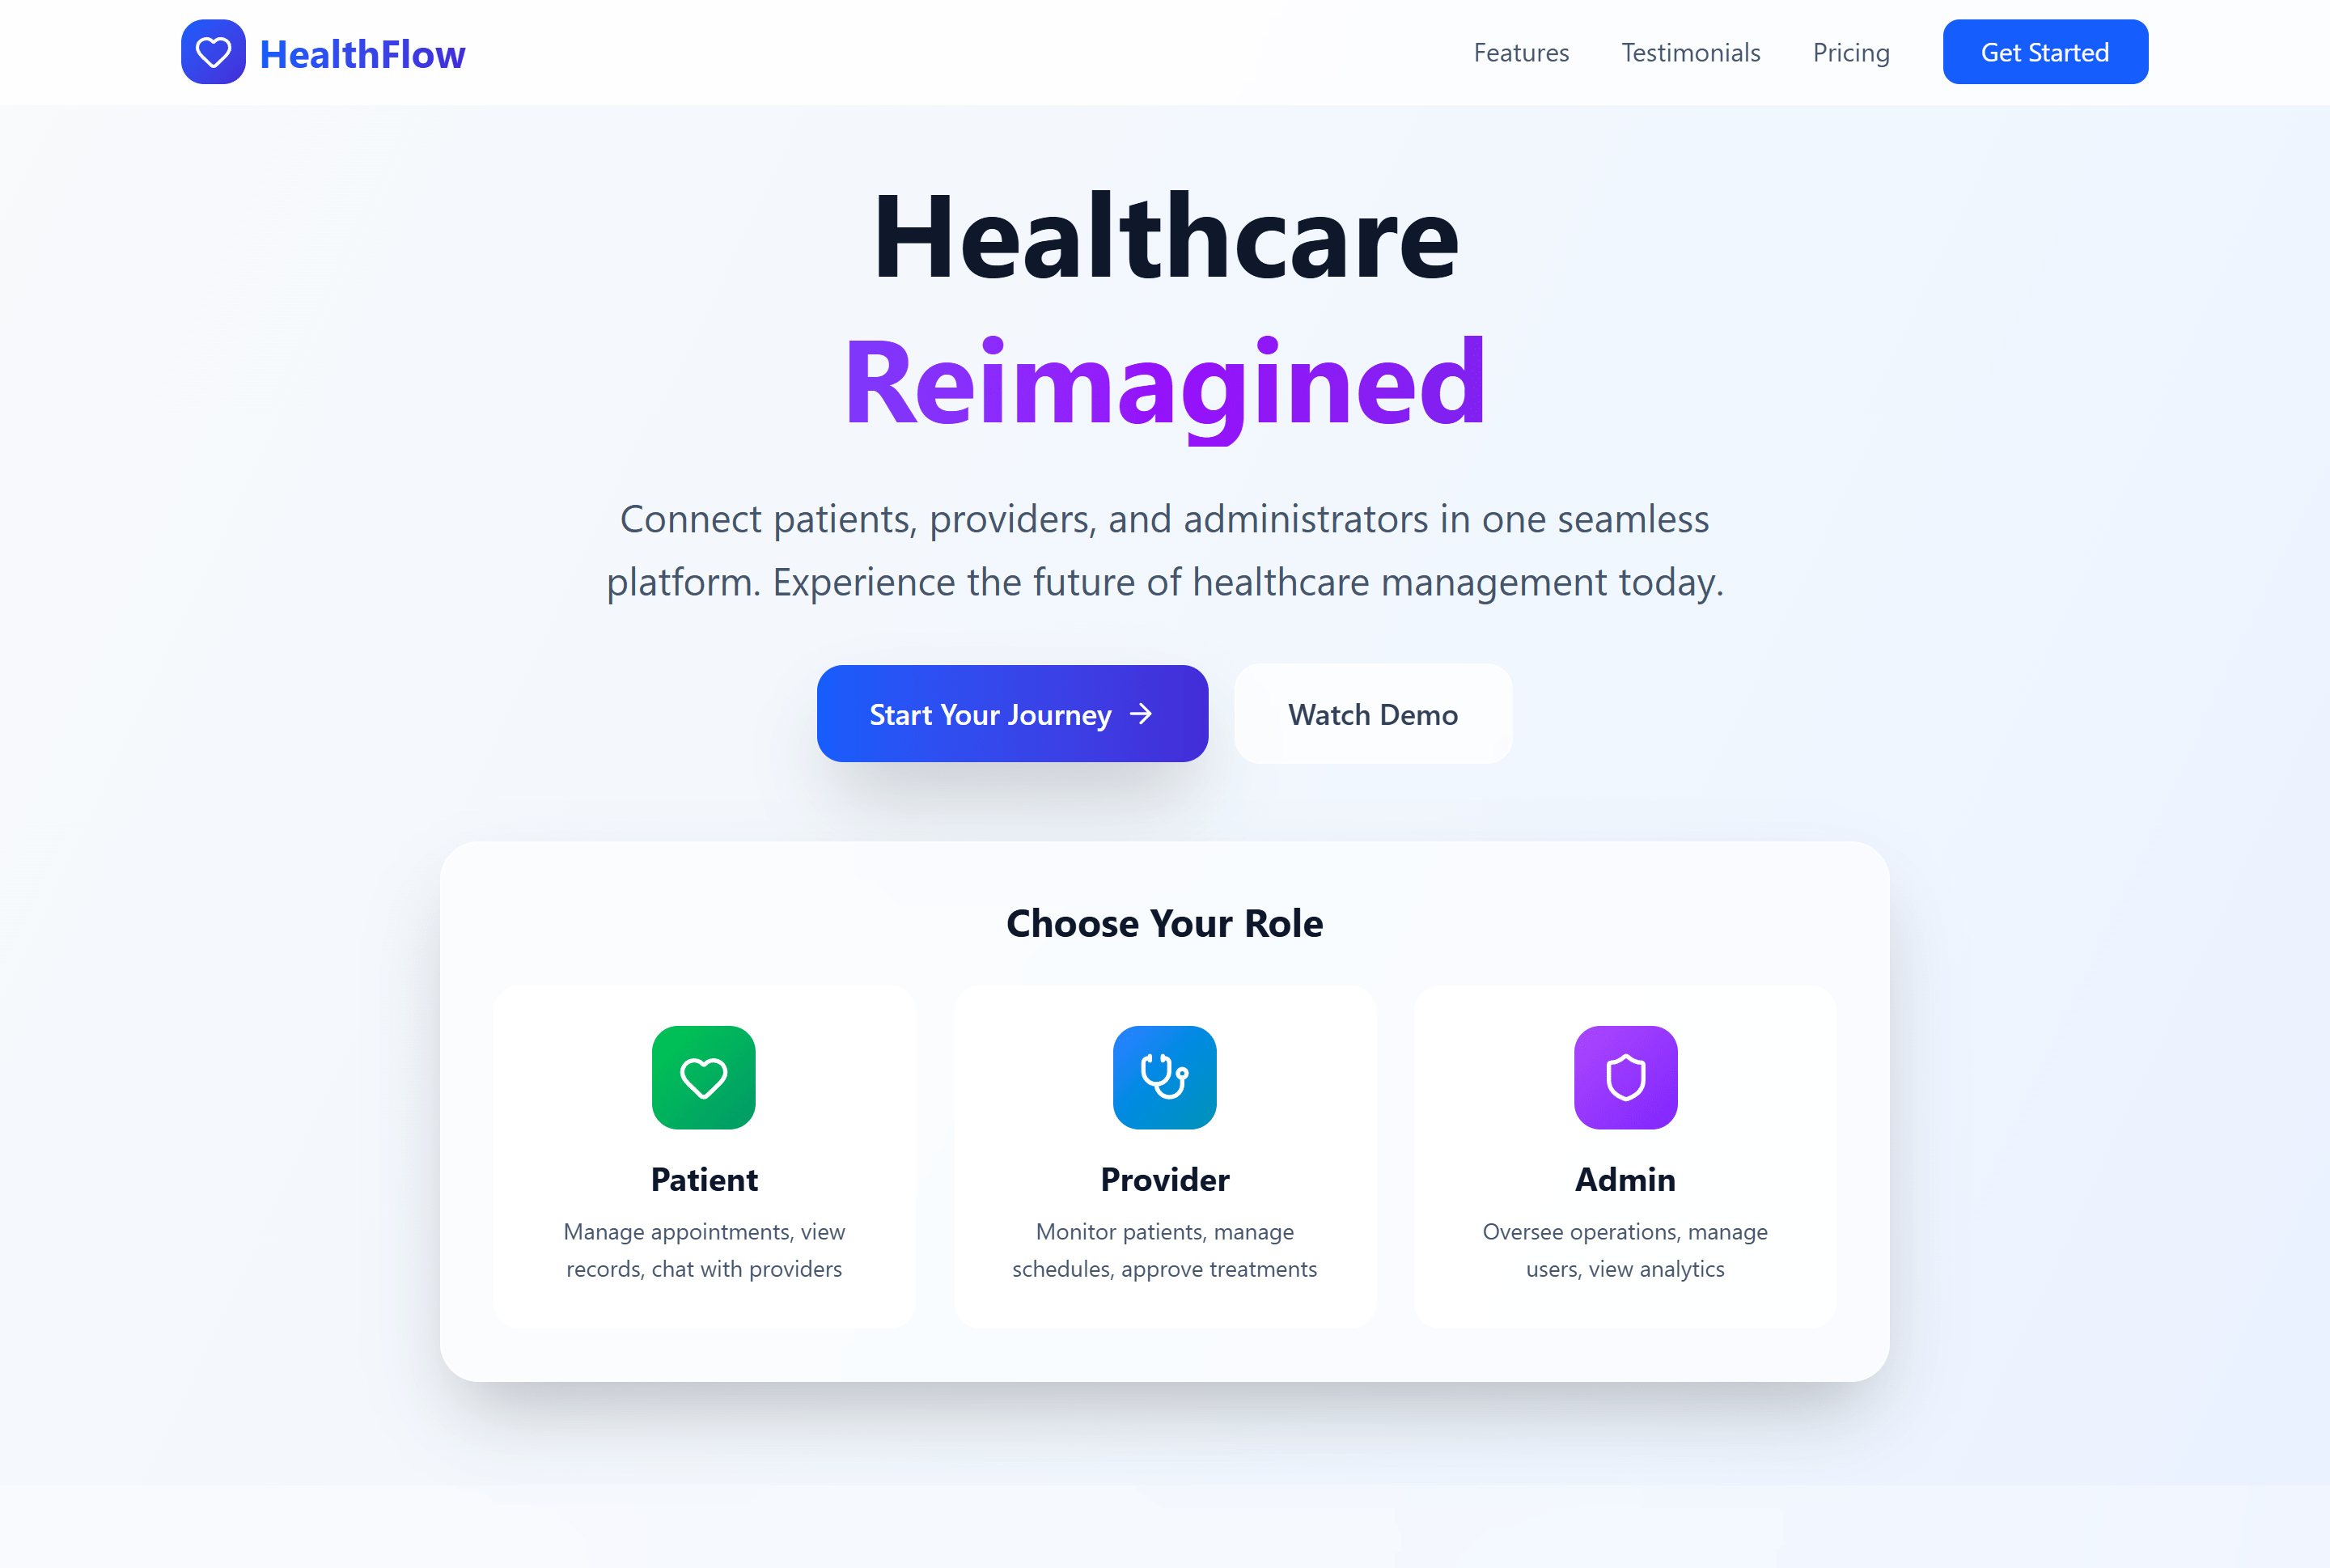 HealthFlow
Features
Testimonials
Pricing
Get Started
Healthcare
Reimagined
Connect patients, providers, and administrators in one seamless
platform. Experience the future of healthcare management today.
Start Your Journey →
Watch Demo
Choose Your Role
Patient
Manage appointments, view
records, chat with providers
Provider
Monitor patients, manage
schedules, approve treatments
Admin
Oversee operations, manage
users, view analytics